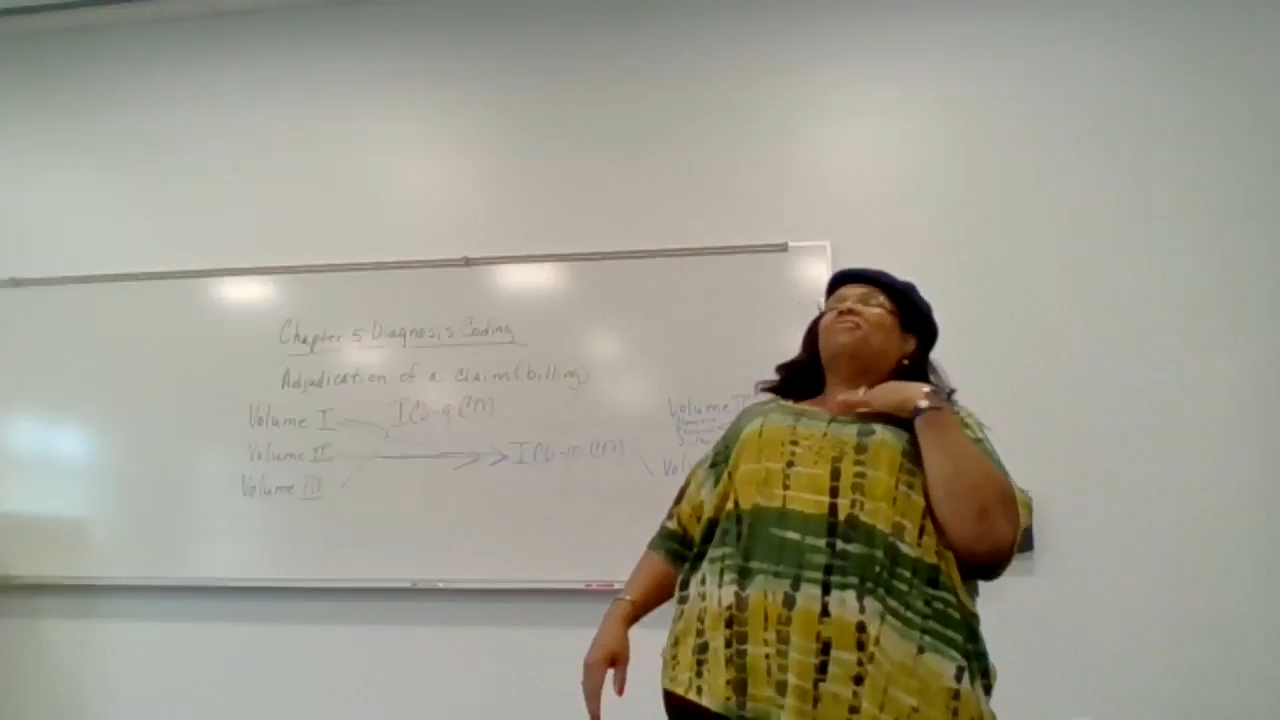 Chapter 5 Diagnosis Coding
Adjudication of a claim (billing)
Volume I
ICD-9 (CM)
Volume II
ICD-10 (CM)
Volume III
Volume